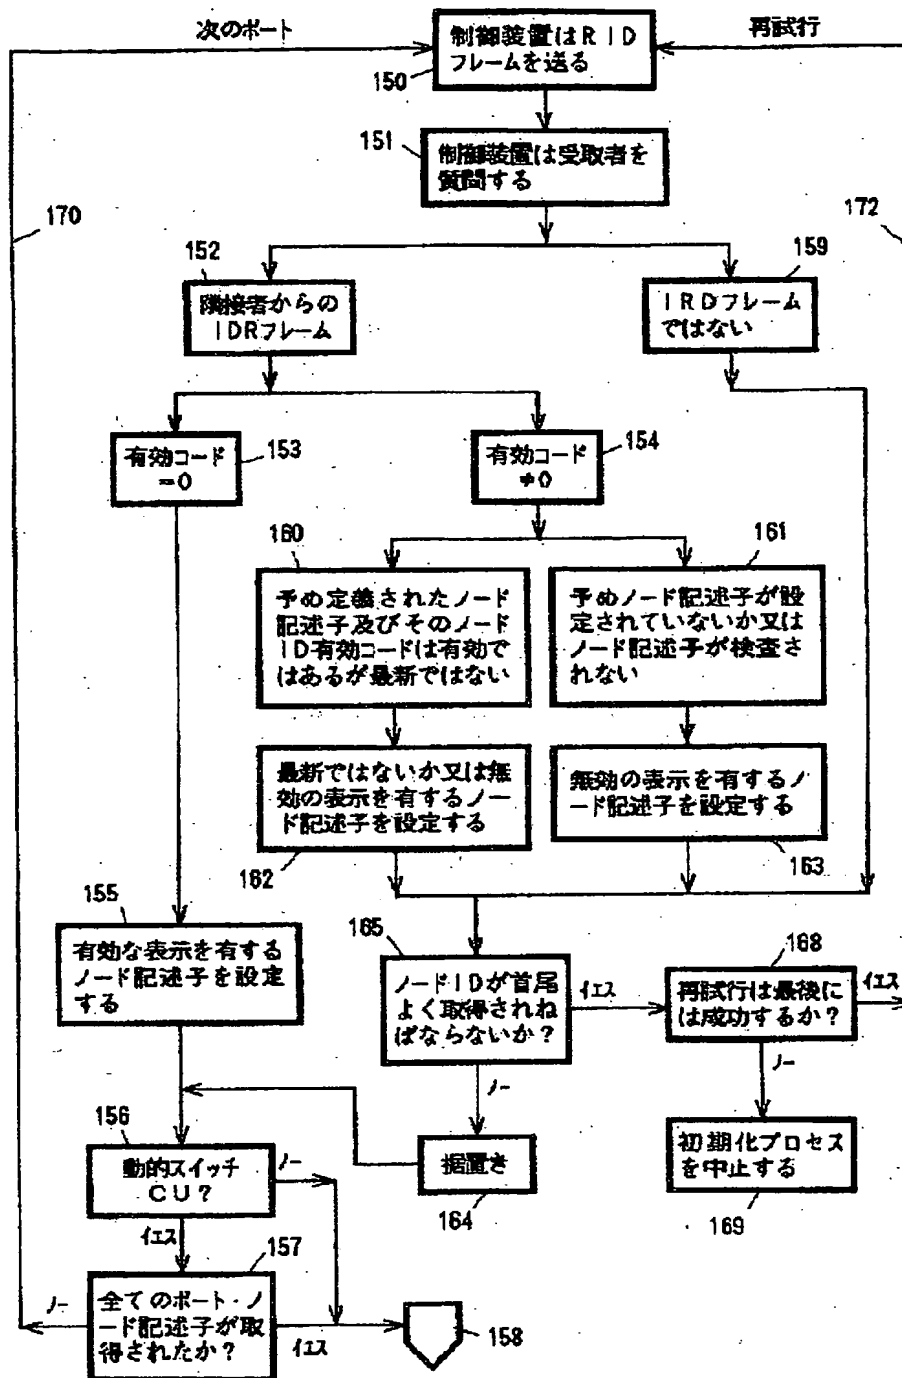 次のポート
制御装置はRID
フレームを送る
150
再試行
151
制御装置は受取者を
質問する
170
172
152
隣接者からの
IDRフレーム
159
IRDフレーム
ではない
有効コード
=0
153
有効コード
≠0
154
160
予め定義されたノード
記述子及びそのノード
ID有効コードは有効で
はあるが最新ではない
161
予めノード記述子が設
定されていないか又は
ノード記述子が検査さ
れない
最新ではないか又は無
効の表示を有するノー
ド記述子を設定する
162
無効の表示を有するノ
ード記述子を設定する
163
155
有効な表示を有する
ノード記述子を設定
する
165
ノードIDが首尾
よく取得されね
ばならないか?
イエス
168
再試行は最後に
は成功するか?
イエス
ノー
ノー
156
動的スイッチ
CU?
ノー
据置き
164
初期化プロセス
を中止する
169
イエス
157
ノー
全てのポート・ノ
ード記述子が取
得されたか?
イエス
158